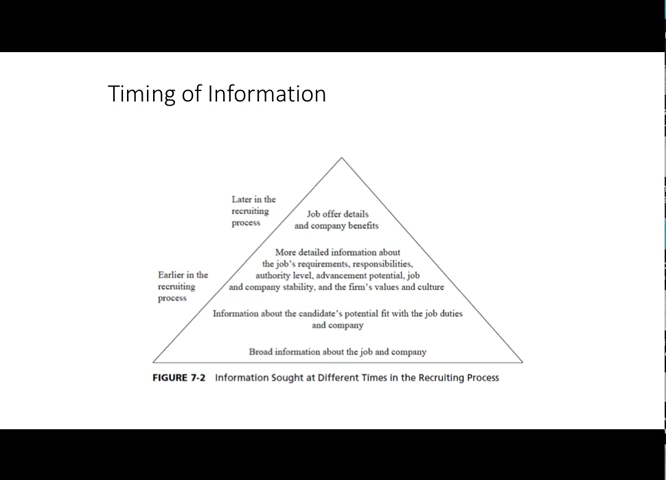 Timing of Information
Later in the
recruiting
process
Job offer details
and company benefits
More detailed information about
the job's requirements, responsibilities,
authority level, advancement potential, job
and company stability, and the firm's values and culture
Earlier in the
recruiting
process
Information about the candidate's potential fit with the job duties
and company
Broad information about the job and company
FIGURE 7-2 Information Sought at Different Times in the Recruiting Process